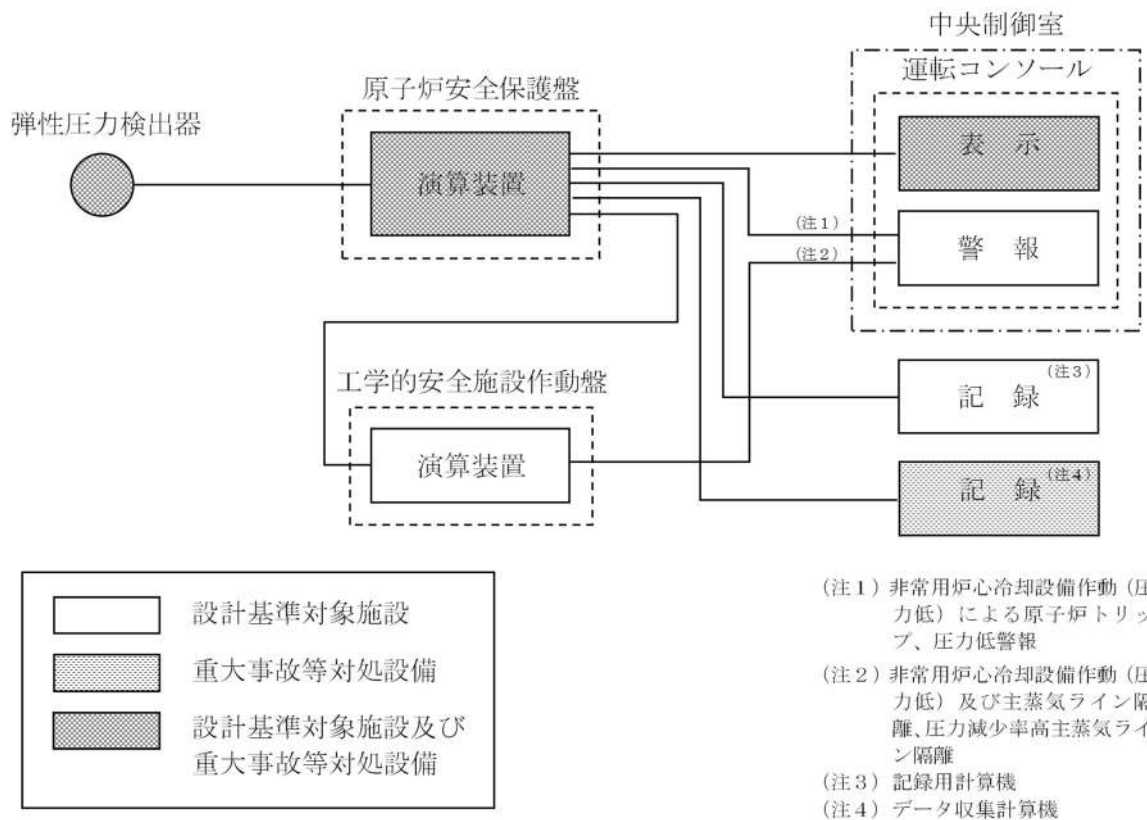 中央制御室
運転コンソール
原子炉安全保護盤
弾性圧力検出器
表 示
演算装置
(注1)
警 報
(注2)
工学的安全施設作動盤
記 録 (注3)
演算装置
記 録 (注4)
設計基準対象施設
重大事故等対処設備
設計基準対象施設及び
重大事故等対処設備
(注1) 非常用炉心冷却設備作動(圧
力低)による原子炉トリッ
プ、圧力低警報
(注2) 非常用炉心冷却設備作動(圧
力低)及び主蒸気ライン隔
離、圧力減少率高主蒸気ライ
ン隔離
(注3) 記録用計算機
(注4) データ収集計算機